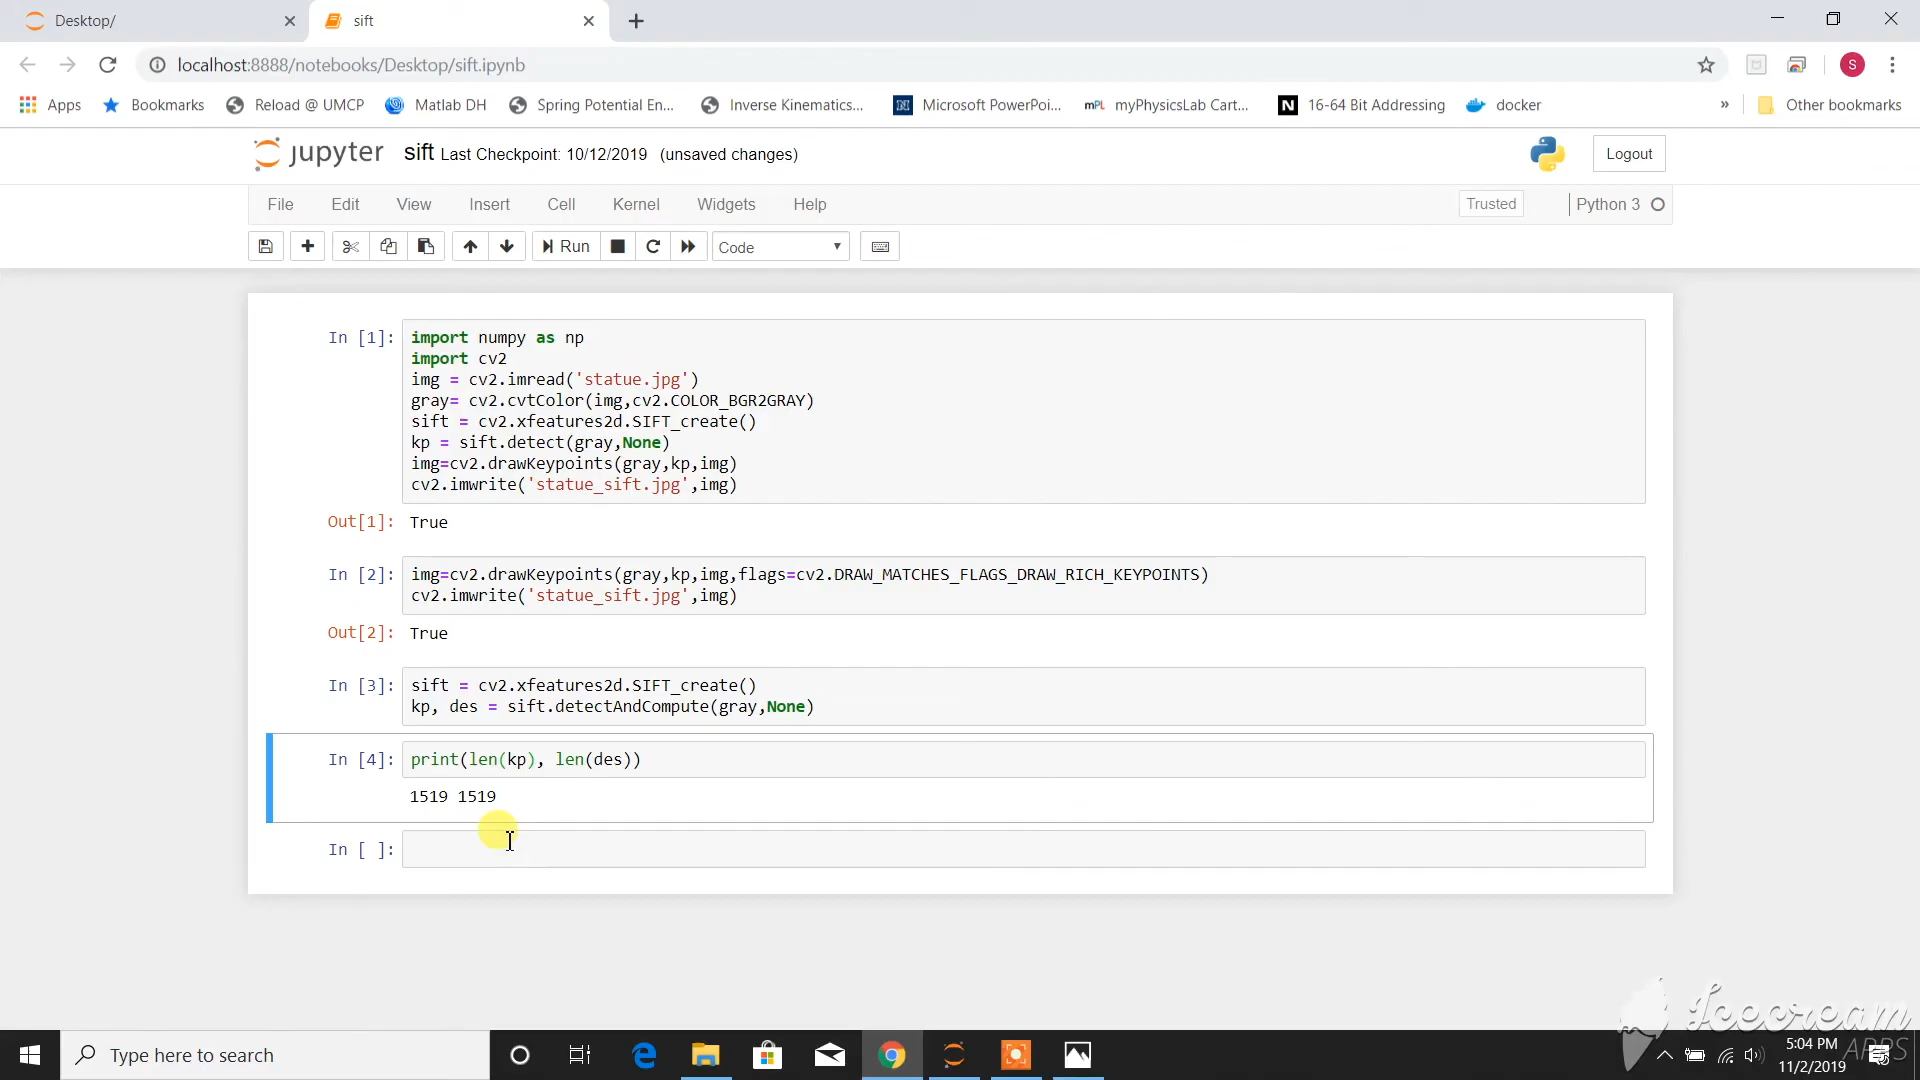 Desktop/
sift
localhost:8888/notebooks/Desktop/sift.ipynb
S
Apps
Bookmarks
Reload @ UMCP
Matlab DH
Spring Potential En...
Inverse Kinematics...
Microsoft PowerPoi...
mPL myPhysicsLab Cart...
N 16-64 Bit Addressing
docker
»
Other bookmarks
jupyter sift Last Checkpoint: 10/12/2019 (unsaved changes)
Logout
File Edit View Insert Cell Kernel Widgets Help
Trusted
Python 3
Run
Code
In [1]: import numpy as np
import cv2
img = cv2.imread('statue.jpg')
gray= cv2.cvtColor(img,cv2.COLOR_BGR2GRAY)
sift = cv2.xfeatures2d.SIFT_create()
kp = sift.detect(gray,None)
img=cv2.drawKeypoints(gray,kp,img)
cv2.imwrite('statue_sift.jpg',img)
Out[1]: True
In [2]: img=cv2.drawKeypoints(gray,kp,img,flags=cv2.DRAW_MATCHES_FLAGS_DRAW_RICH_KEYPOINTS)
cv2.imwrite('statue_sift.jpg',img)
Out[2]: True
In [3]: sift = cv2.xfeatures2d.SIFT_create()
kp, des = sift.detectAndCompute(gray,None)
In [4]: print(len(kp), len(des))
1519 1519
In [ ]:
Icecream
APPS
Type here to search
5:04 PM
11/2/2019